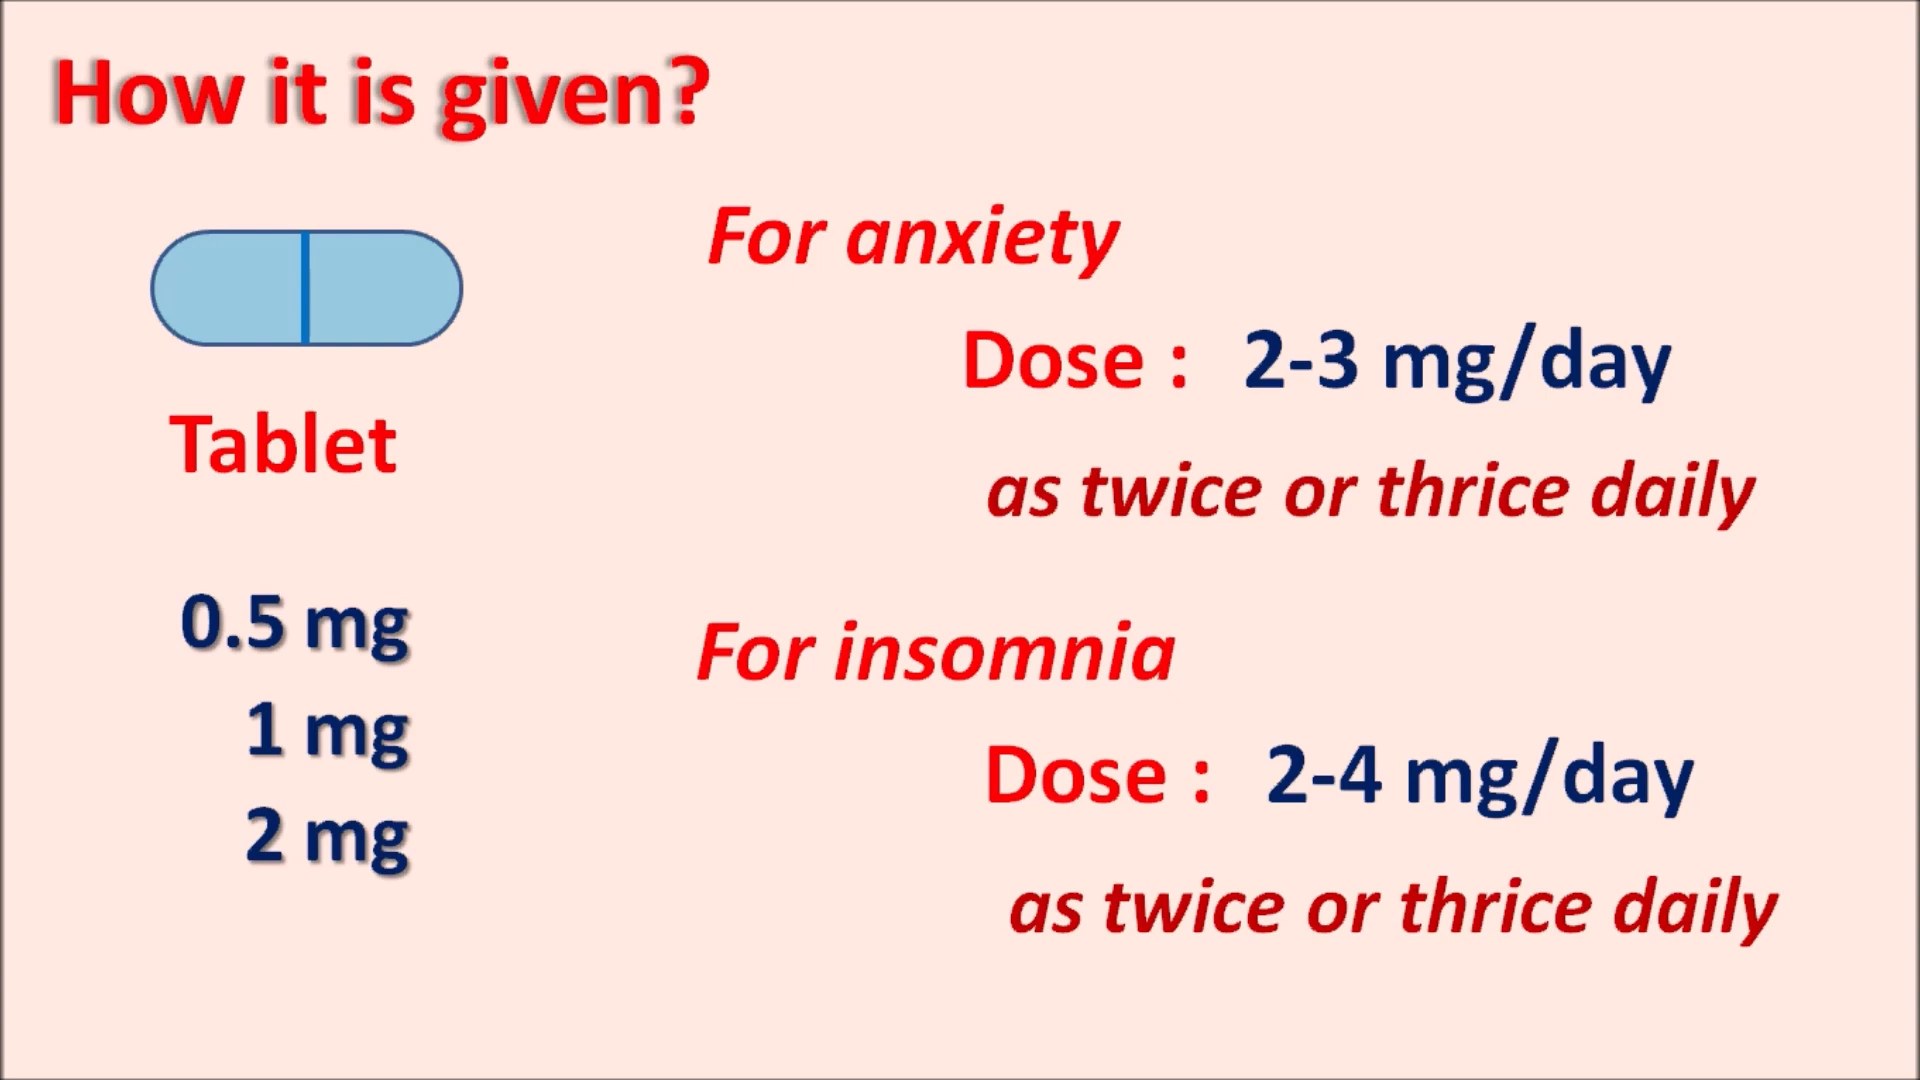 How it is given?
Tablet
0.5 mg
1 mg
2 mg
For anxiety
Dose : 2-3 mg/day
as twice or thrice daily
For insomnia
Dose : 2-4 mg/day
as twice or thrice daily